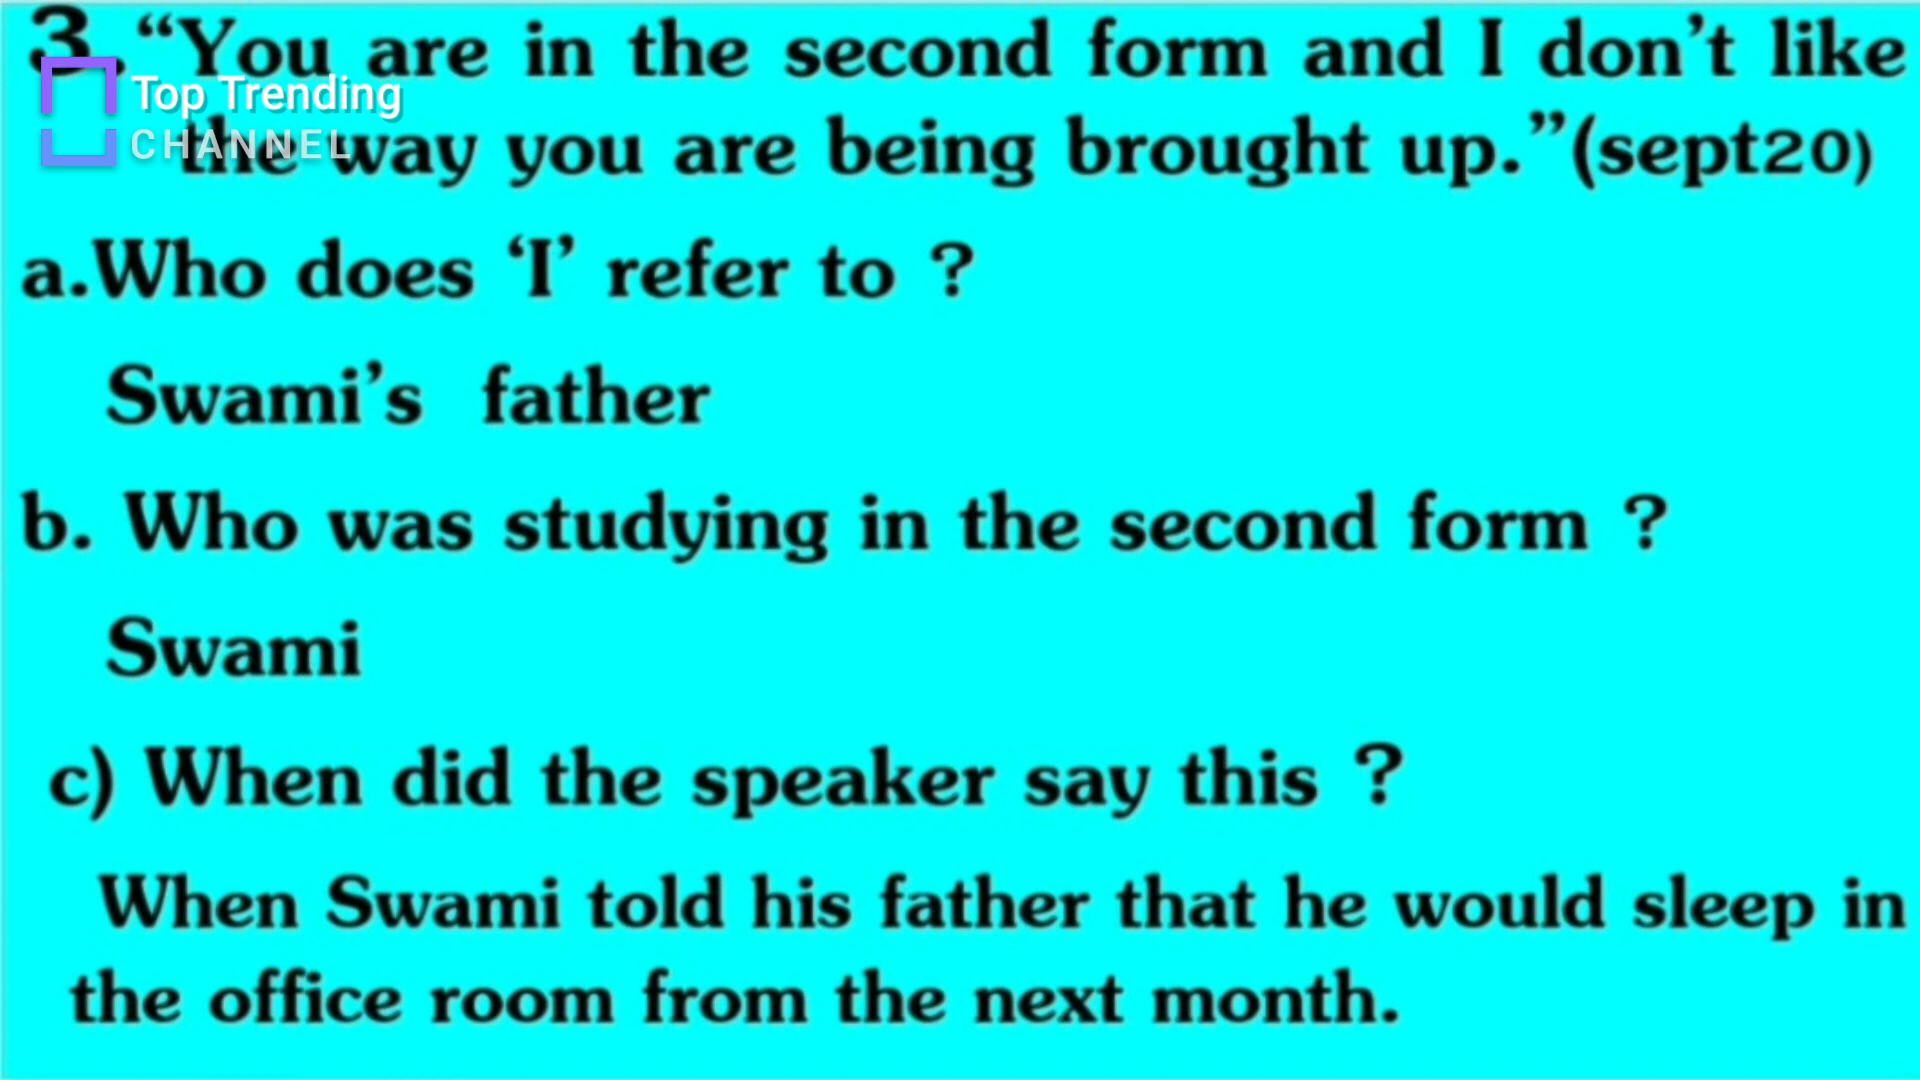 3. “You are in the second form and I don’t like
Top Trending
the way you are being brought up.”(sept20)
CHANNEL
a.Who does ‘I’ refer to ?
Swami’s father
b. Who was studying in the second form ?
Swami
c) When did the speaker say this ?
When Swami told his father that he would sleep in
the office room from the next month.